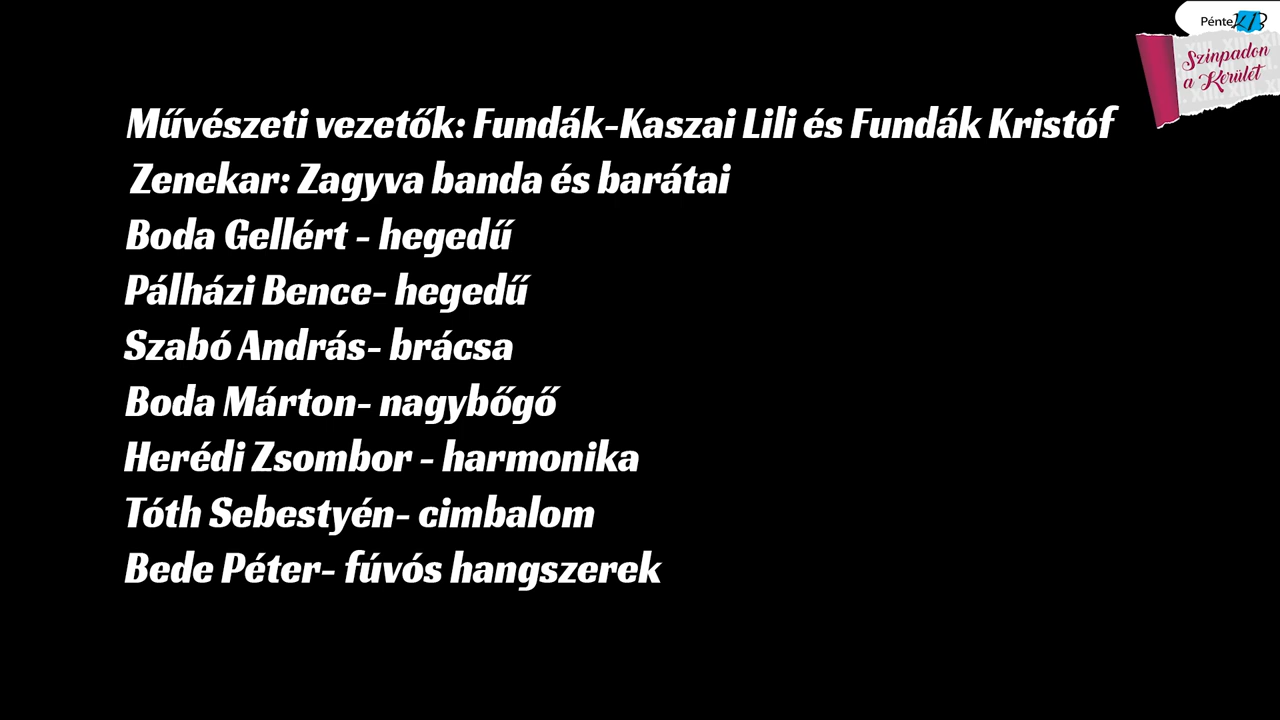 PénteK13
Színpadon
a Kerület
Művészeti vezetők: Fundák-Kaszai Lili és Fundák Kristóf
Zenekar: Zagyva banda és barátai
Boda Gellért - hegedű
Pálházi Bence- hegedű
Szabó András- brácsa
Boda Márton- nagybőgő
Herédi Zsombor - harmonika
Tóth Sebestyén- cimbalom
Bede Péter- fúvós hangszerek